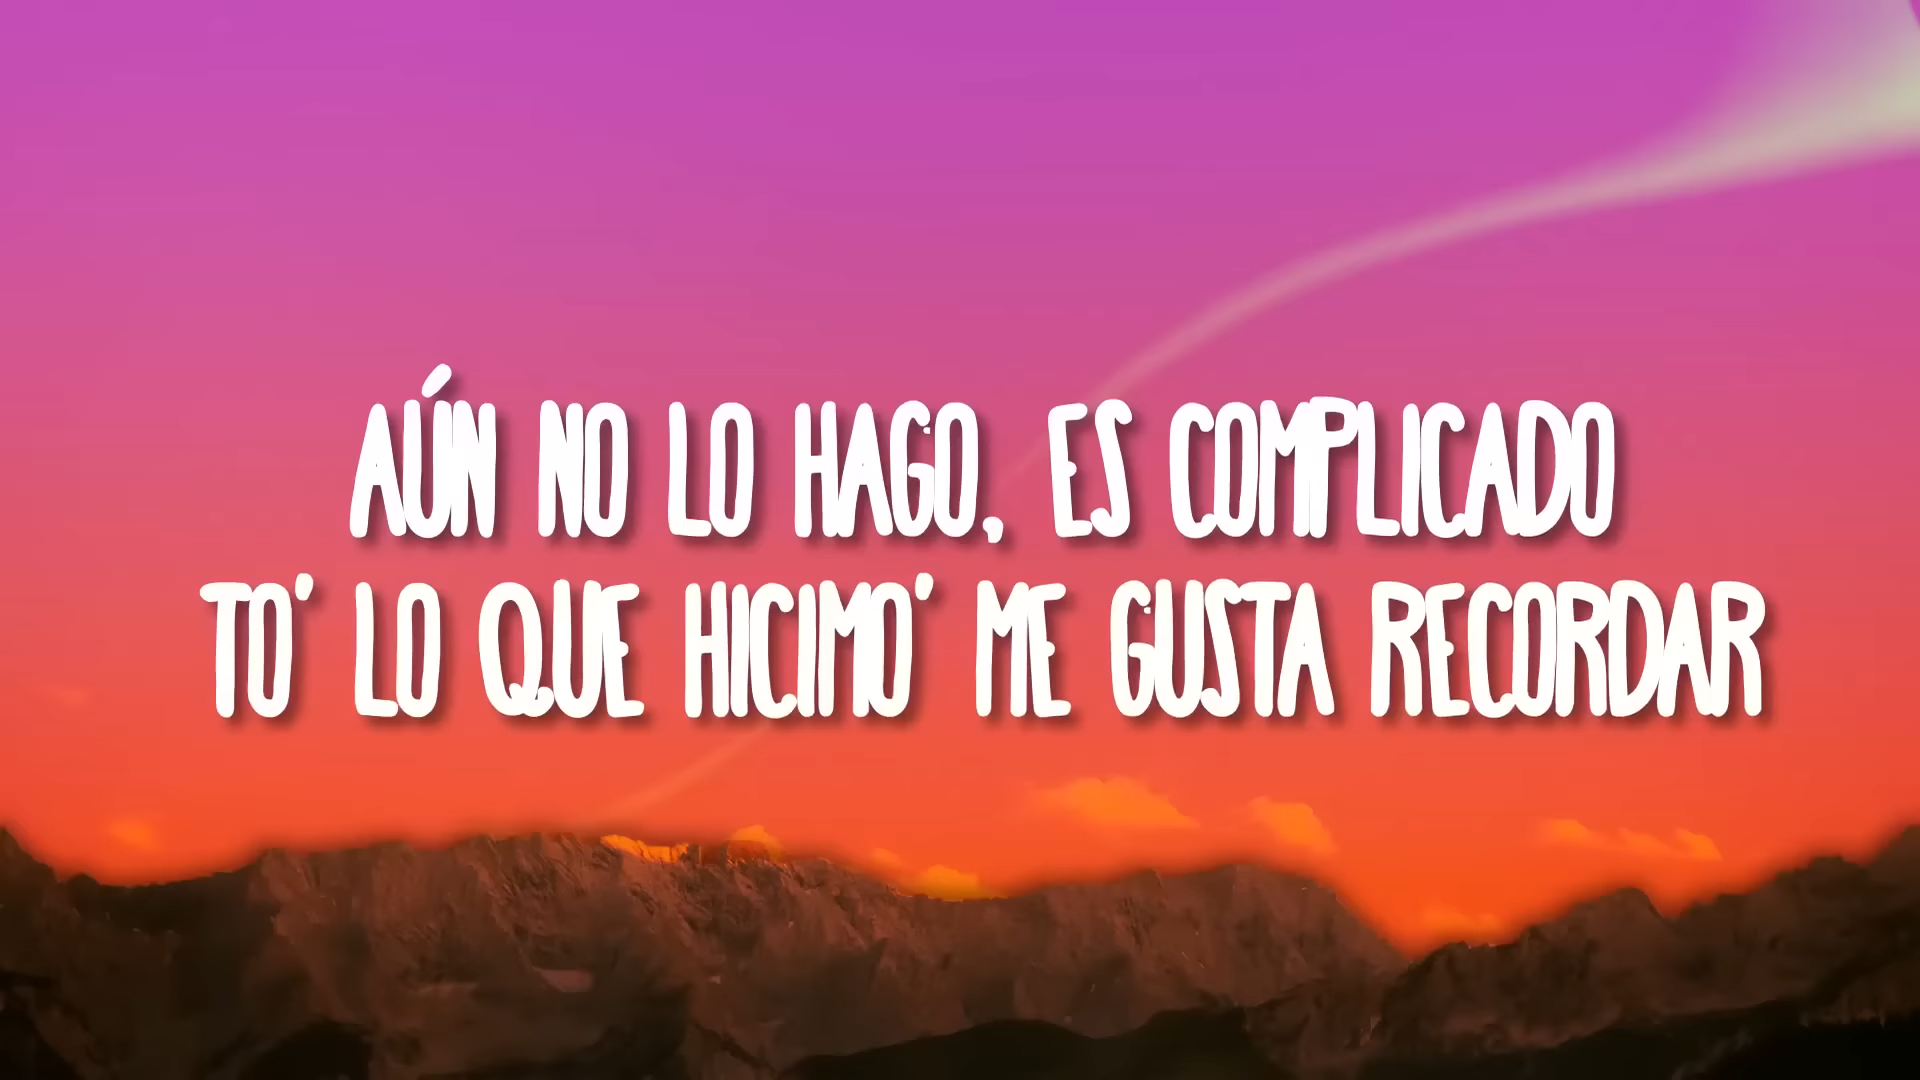 AÚN NO LO HAGO, ES COMPLICADO
TO' LO QUE HICIMO' ME GUSTA RECORDAR